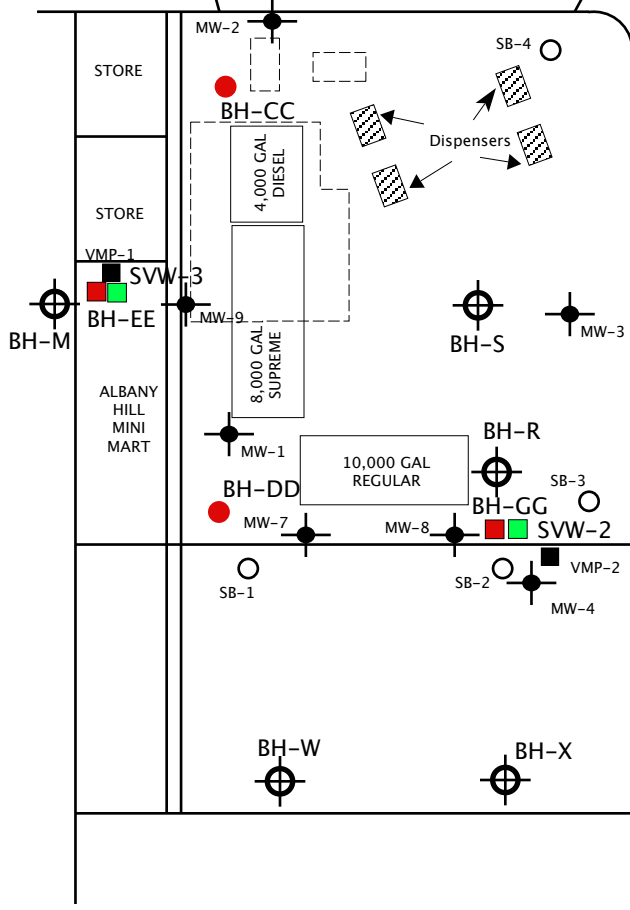 MW-2
SB-4
STORE
BH-CC
4,000 GAL
DIESEL
Dispensers
STORE
VMP-1
SVW-3
BH-EE
MW-9
BH-M
BH-S
MW-3
8,000 GAL
SUPREME
ALBANY
HILL
MINI
MART
MW-1
BH-R
10,000 GAL
REGULAR
BH-DD
SB-3
BH-GG
MW-7
MW-8
SVW-2
SB-1
SB-2
VMP-2
MW-4
BH-W
BH-X